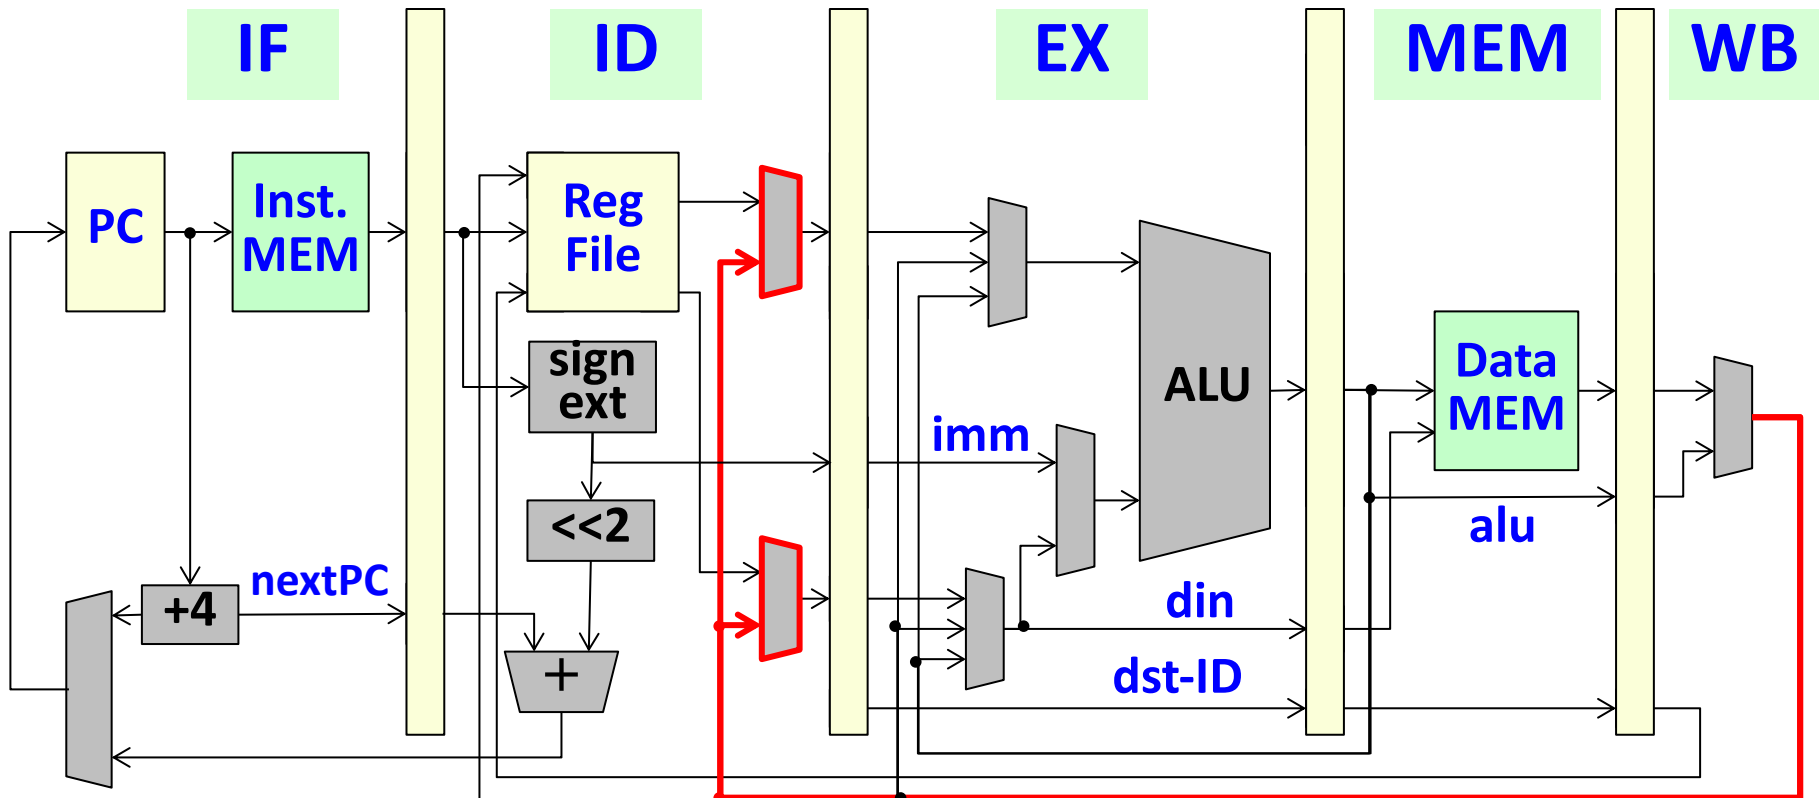 IF
ID
EX
MEM
WB
PC
Inst.
MEM
Reg
File
sign
ext
<<2
+4
nextPC
+
imm
ALU
din
dst-ID
Data
MEM
alu